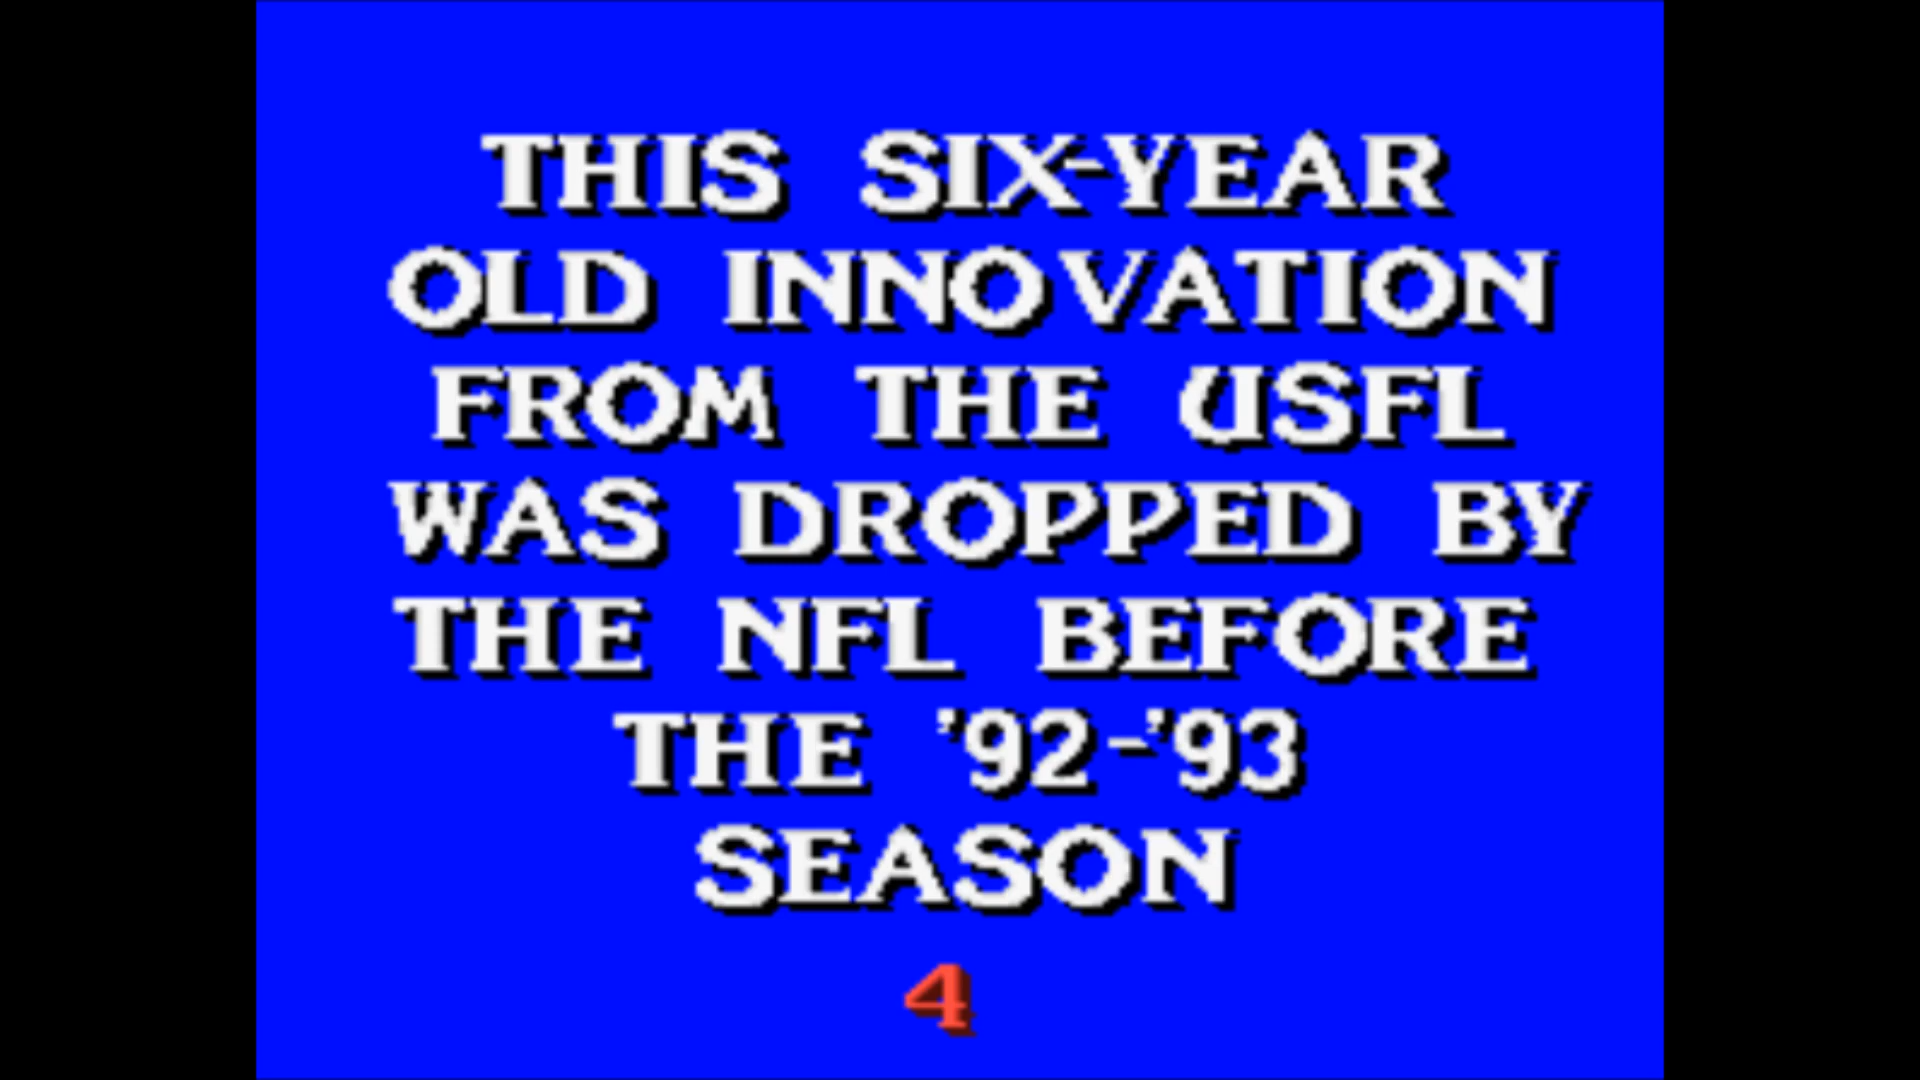 THIS SIX-YEAR
OLD INNOVATION
FROM THE USFL
WAS DROPPED BY
THE NFL BEFORE
THE '92-'93
SEASON
4